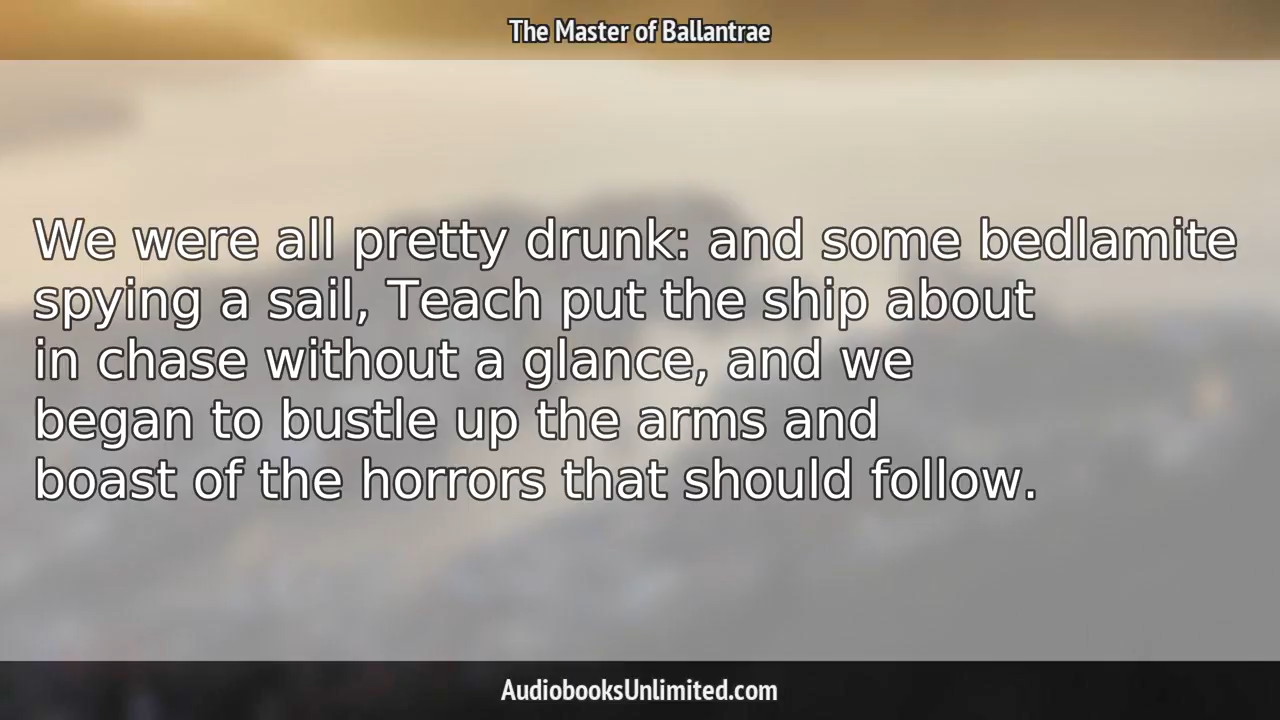 The Master of Ballantrae
We were all pretty drunk: and some bedlamite
spying a sail, Teach put the ship about
in chase without a glance, and we
began to bustle up the arms and
boast of the horrors that should follow.
AudiobooksUnlimited.com